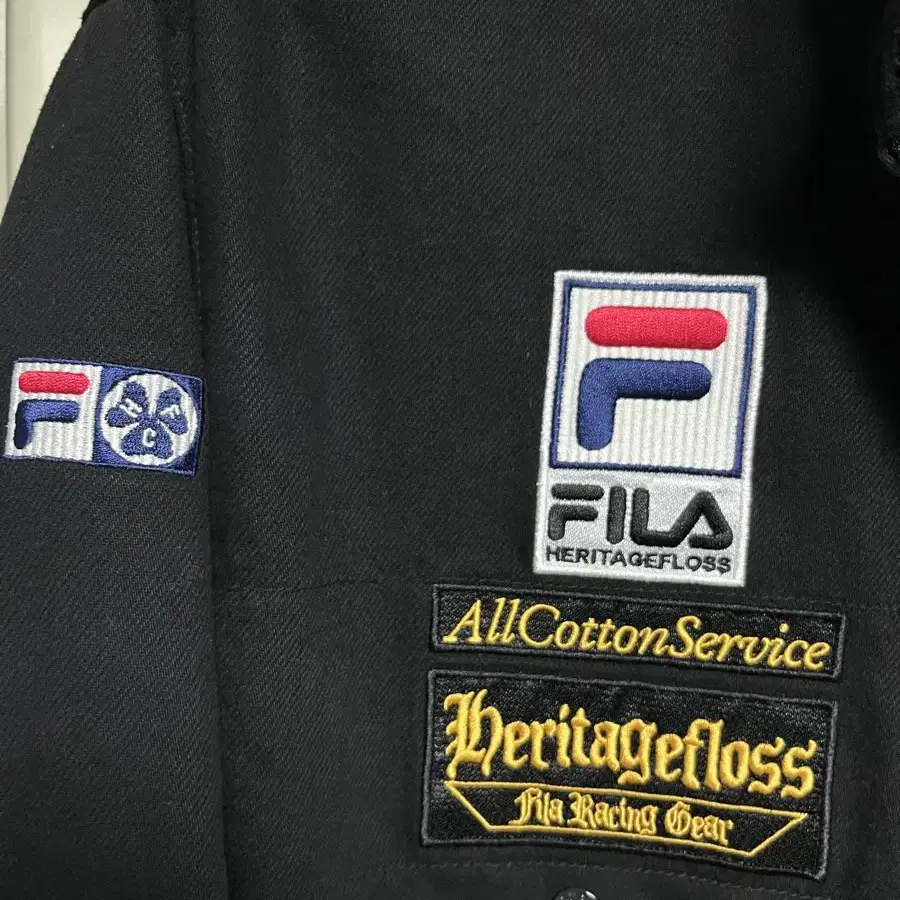 F
H F
C
F
FILA
HERITAGEFLOSS
AllCottonService
Heritagefloss
Fila Racing Gear